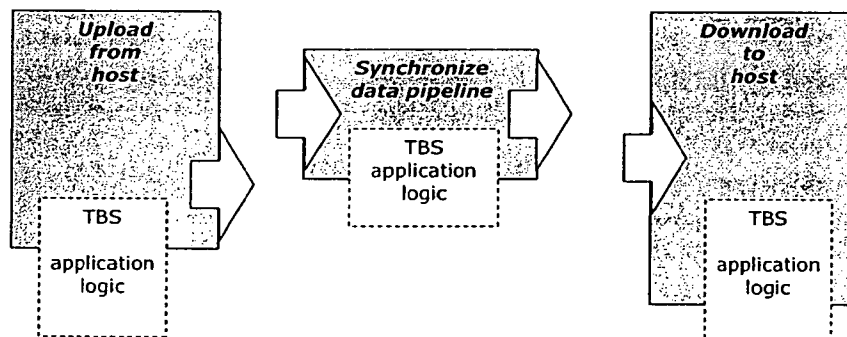 Upload
from
host
TBS
application
logic
Synchronize
data pipeline
TBS
application
logic
Download
to
host
TBS
application
logic